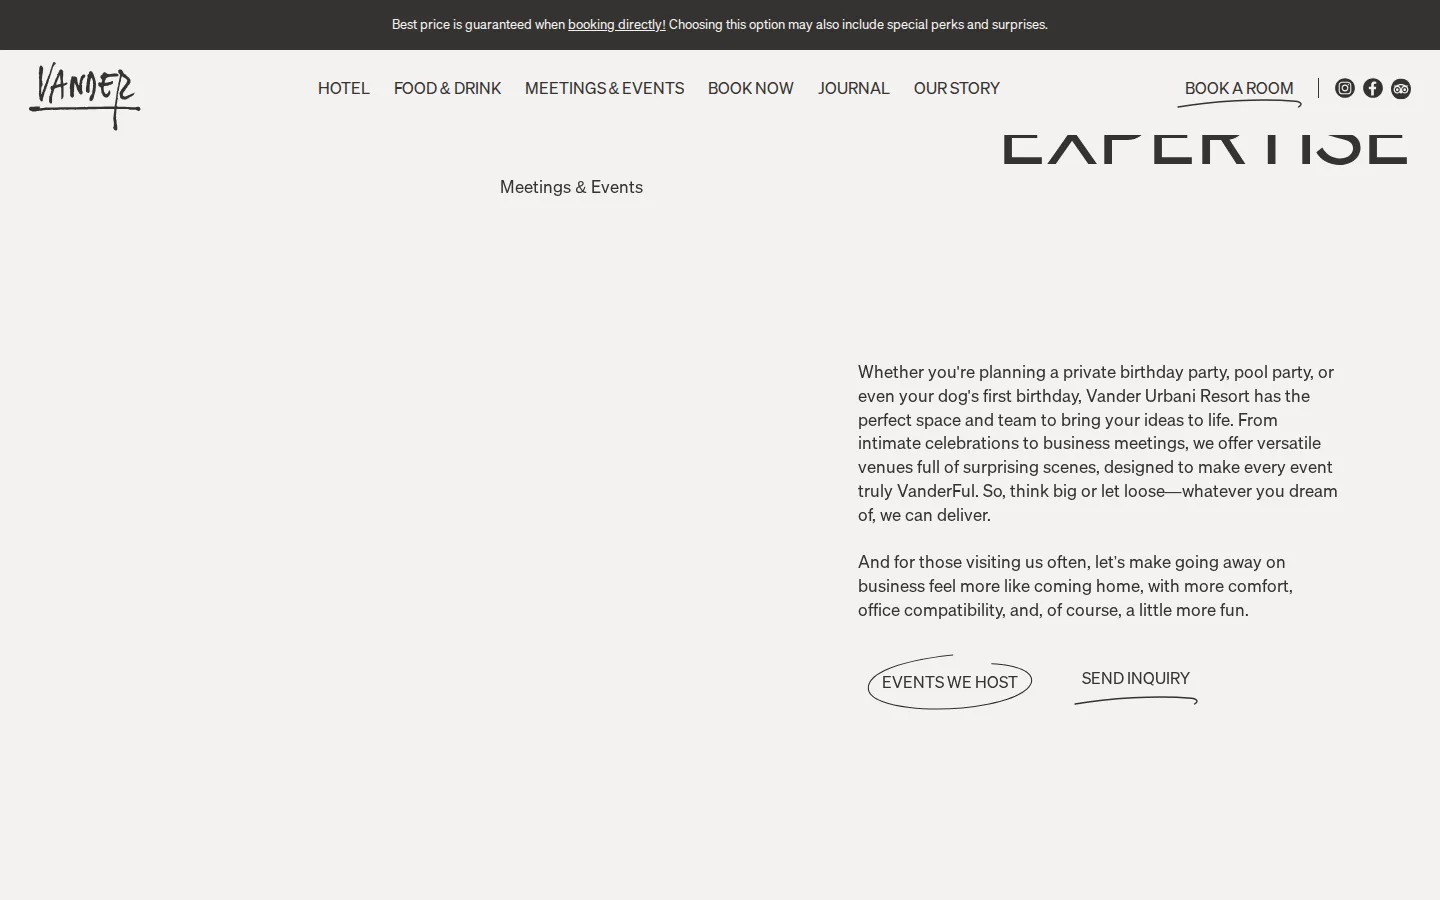 Best price is guaranteed when booking directly! Choosing this option may also include special perks and surprises.
VANDER
HOTEL FOOD & DRINK MEETINGS & EVENTS BOOK NOW JOURNAL OUR STORY BOOK A ROOM
EXPERTISE
Meetings & Events
Whether you're planning a private birthday party, pool party, or
even your dog's first birthday, Vander Urbani Resort has the
perfect space and team to bring your ideas to life. From
intimate celebrations to business meetings, we offer versatile
venues full of surprising scenes, designed to make every event
truly VanderFul. So, think big or let loose—whatever you dream
of, we can deliver.
And for those visiting us often, let's make going away on
business feel more like coming home, with more comfort,
office compatibility, and, of course, a little more fun.
EVENTS WE HOST SEND INQUIRY